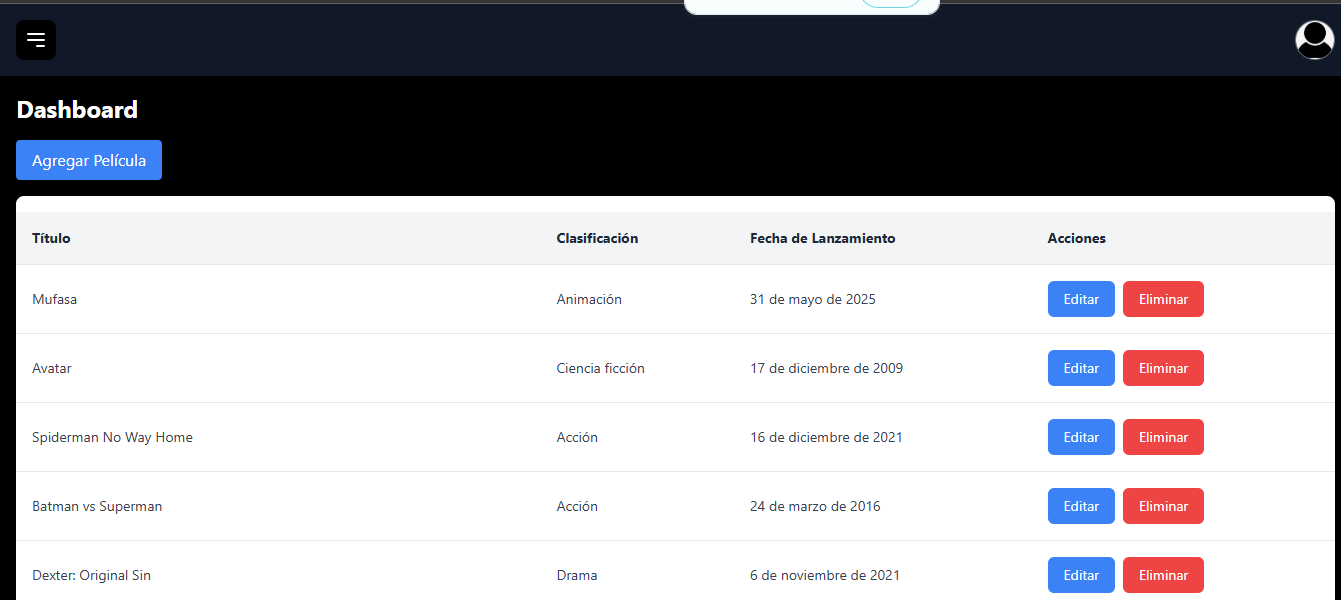 Dashboard
Agregar Película
Título Clasificación Fecha de Lanzamiento Acciones
Mufasa Animación 31 de mayo de 2025 Editar Eliminar
Avatar Ciencia ficción 17 de diciembre de 2009 Editar Eliminar
Spiderman No Way Home Acción 16 de diciembre de 2021 Editar Eliminar
Batman vs Superman Acción 24 de marzo de 2016 Editar Eliminar
Dexter: Original Sin Drama 6 de noviembre de 2021 Editar Eliminar